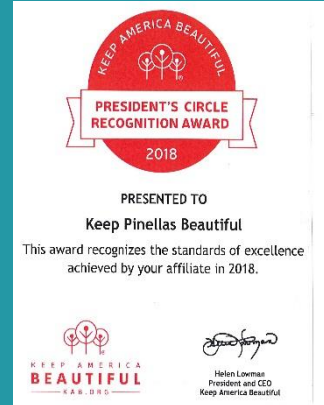 KEEP AMERICA BEAUTIFUL
®
PRESIDENT'S CIRCLE
RECOGNITION AWARD
2018
PRESENTED TO
Keep Pinellas Beautiful
This award recognizes the standards of excellence
achieved by your affiliate in 2018.
KEEP AMERICA
BEAUTIFUL
KAB.ORG
Helen Lowman
President and CEO
Keep America Beautiful